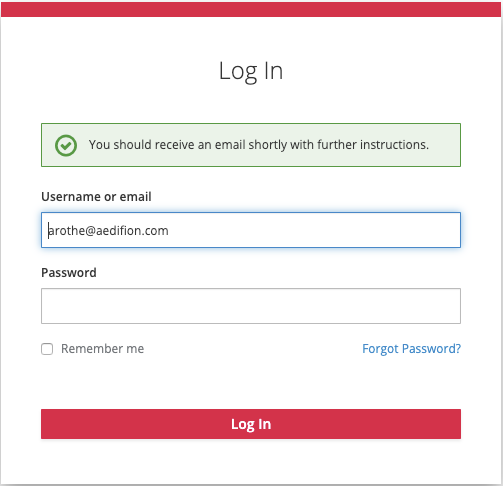 Log In
You should receive an email shortly with further instructions.
Username or email
arothe@aedifion.com
Password
Remember me
Forgot Password?
Log In